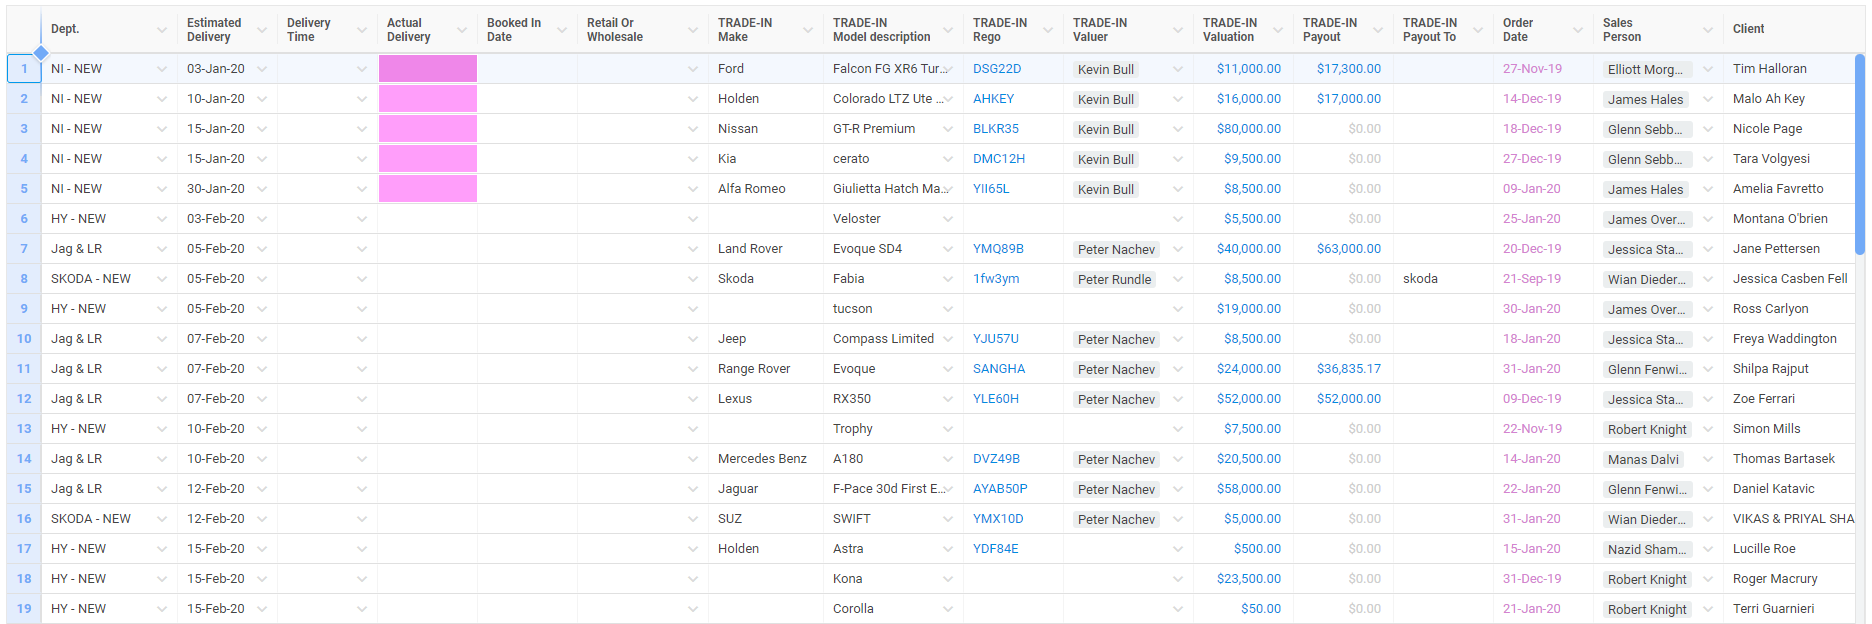 Dept. Estimated Delivery Delivery Time Actual Delivery Booked In Date Retail Or Wholesale TRADE-IN Make TRADE-IN Model description TRADE-IN Rego TRADE-IN Valuer TRADE-IN Valuation TRADE-IN Payout TRADE-IN Payout To Order Date Sales Person Client
1 NI - NEW 03-Jan-20 Ford Falcon FG XR6 Tur... DSG22D Kevin Bull $11,000.00 $17,300.00 27-Nov-19 Elliott Morg... Tim Halloran
2 NI - NEW 10-Jan-20 Holden Colorado LTZ Ute ... AHKEY Kevin Bull $16,000.00 $17,000.00 14-Dec-19 James Hales Malo Ah Key
3 NI - NEW 15-Jan-20 Nissan GT-R Premium BLKR35 Kevin Bull $80,000.00 $0.00 18-Dec-19 Glenn Sebb... Nicole Page
4 NI - NEW 15-Jan-20 Kia cerato DMC12H Kevin Bull $9,500.00 $0.00 27-Dec-19 Glenn Sebb... Tara Volgyesi
5 NI - NEW 30-Jan-20 Alfa Romeo Giulietta Hatch Ma... YII65L Kevin Bull $8,500.00 $0.00 09-Jan-20 James Hales Amelia Favretto
6 HY - NEW 03-Feb-20 Veloster $5,500.00 $0.00 25-Jan-20 James Over... Montana O'brien
7 Jag & LR 05-Feb-20 Land Rover Evoque SD4 YMQ89B Peter Nachev $40,000.00 $63,000.00 20-Dec-19 Jessica Sta... Jane Pettersen
8 SKODA - NEW 05-Feb-20 Skoda Fabia 1fw3ym Peter Rundle $8,500.00 $0.00 skoda 21-Sep-19 Wian Dieder... Jessica Casben Fell
9 HY - NEW 05-Feb-20 tucson $19,000.00 $0.00 30-Jan-20 James Over... Ross Carlyon
10 Jag & LR 07-Feb-20 Jeep Compass Limited YJU57U Peter Nachev $8,500.00 $0.00 18-Jan-20 Jessica Sta... Freya Waddington
11 Jag & LR 07-Feb-20 Range Rover Evoque SANGHA Peter Nachev $24,000.00 $36,835.17 31-Jan-20 Glenn Fenwi... Shilpa Rajput
12 Jag & LR 07-Feb-20 Lexus RX350 YLE60H Peter Nachev $52,000.00 $52,000.00 09-Dec-19 Jessica Sta... Zoe Ferrari
13 HY - NEW 10-Feb-20 Trophy $7,500.00 $0.00 22-Nov-19 Robert Knight Simon Mills
14 Jag & LR 10-Feb-20 Mercedes Benz A180 DVZ49B Peter Nachev $20,500.00 $0.00 14-Jan-20 Manas Dalvi Thomas Bartasek
15 Jag & LR 12-Feb-20 Jaguar F-Pace 30d First E... AYAB50P Peter Nachev $58,000.00 $0.00 22-Jan-20 Glenn Fenwi... Daniel Katavic
16 SKODA - NEW 12-Feb-20 SUZ SWIFT YMX10D Peter Nachev $5,000.00 $0.00 31-Jan-20 Wian Dieder... VIKAS & PRIYAL SHA
17 HY - NEW 15-Feb-20 Holden Astra YDF84E $500.00 $0.00 15-Jan-20 Nazid Sham... Lucille Roe
18 HY - NEW 15-Feb-20 Kona $23,500.00 $0.00 31-Dec-19 Robert Knight Roger Macrury
19 HY - NEW 15-Feb-20 Corolla $50.00 $0.00 21-Jan-20 Robert Knight Terri Guarnieri